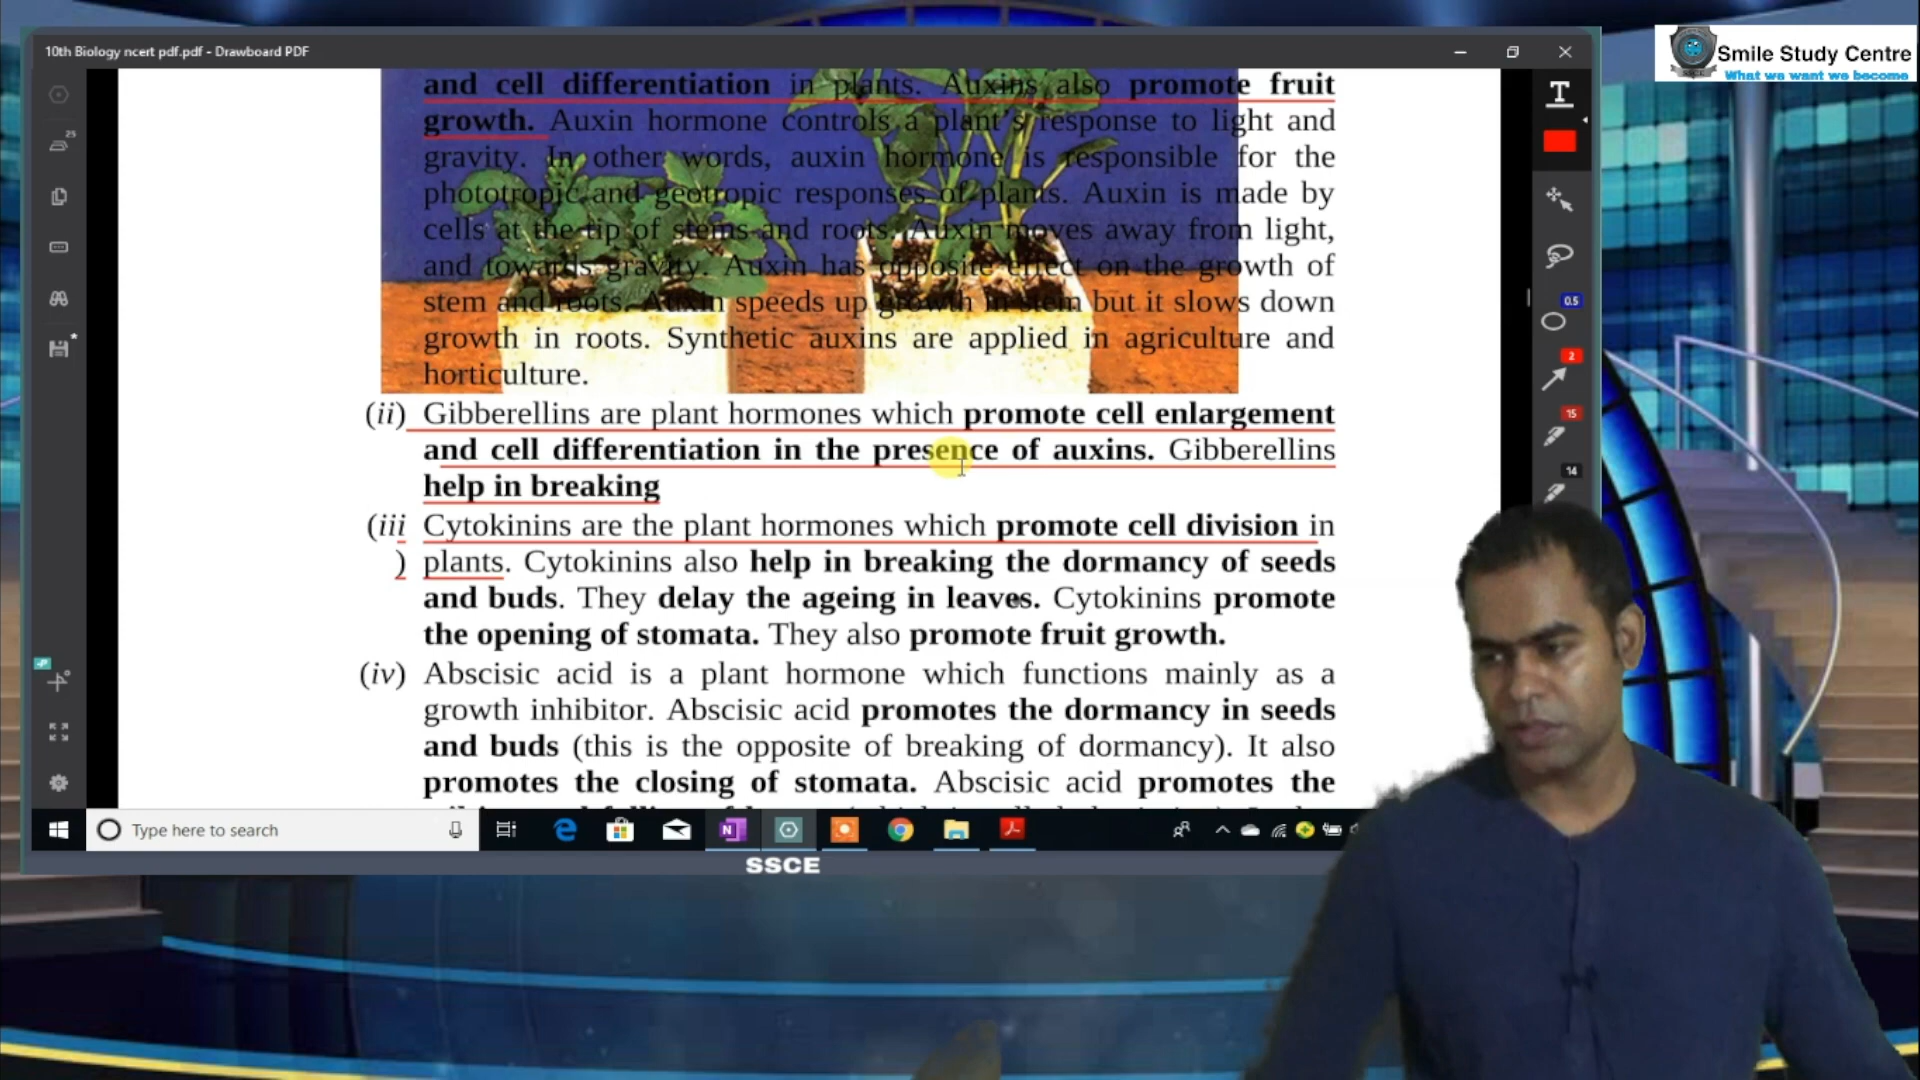 10th Biology ncert pdf.pdf - Drawboard PDF
Smile Study Centre
What we want we become
and cell differentiation in plants. Auxins also promote fruit
growth. Auxin hormone controls a plant's response to light and
gravity. In other words, auxin hormone is responsible for the
phototropic and geotropic responses of plants. Auxin is made by
cells at the tip of stems and roots. Auxin moves away from light,
and towards gravity. Auxin has opposite effect on the growth of
stem and roots. Auxin speeds up growth in stem but it slows down
growth in roots. Synthetic auxins are applied in agriculture and
horticulture.
(ii) Gibberellins are plant hormones which promote cell enlargement
and cell differentiation in the presence of auxins. Gibberellins
help in breaking
(iii Cytokinins are the plant hormones which promote cell division in
) plants. Cytokinins also help in breaking the dormancy of seeds
and buds. They delay the ageing in leaves. Cytokinins promote
the opening of stomata. They also promote fruit growth.
(iv) Abscisic acid is a plant hormone which functions mainly as a
growth inhibitor. Abscisic acid promotes the dormancy in seeds
and buds (this is the opposite of breaking of dormancy). It also
promotes the closing of stomata. Abscisic acid promotes the
25
T
0.5
2
15
14
P
Type here to search
N
SSCE